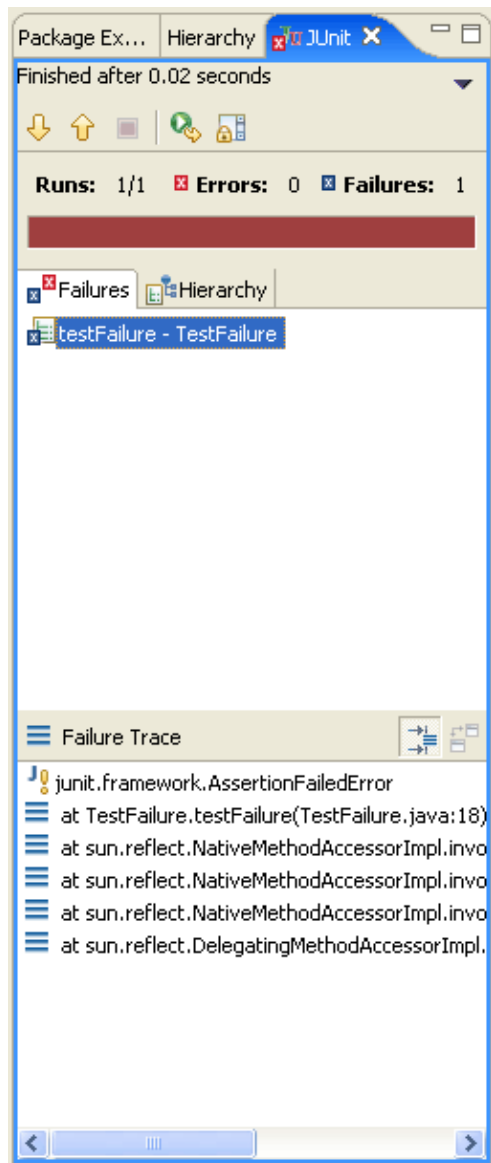 Package Ex... Hierarchy JUnit
Finished after 0.02 seconds
Runs: 1/1 Errors: 0 Failures: 1
Failures Hierarchy
testFailure - TestFailure
Failure Trace
junit.framework.AssertionFailedError
at TestFailure.testFailure(TestFailure.java:18)
at sun.reflect.NativeMethodAccessorImpl.invo
at sun.reflect.NativeMethodAccessorImpl.invo
at sun.reflect.NativeMethodAccessorImpl.invo
at sun.reflect.DelegatingMethodAccessorImpl.